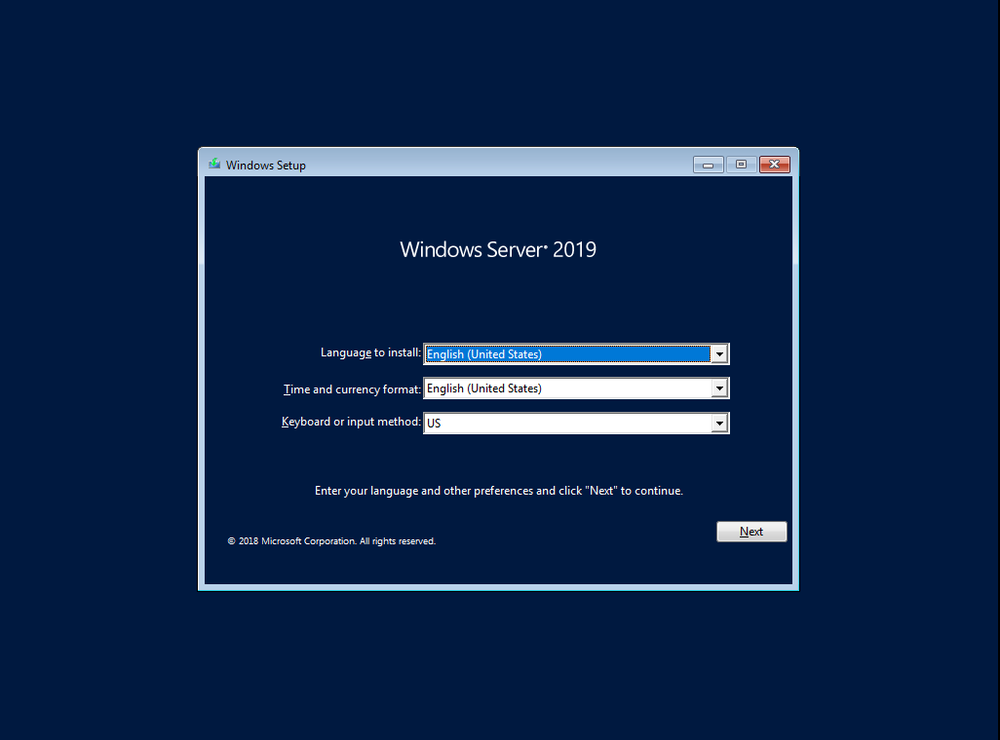 Windows Setup
Windows Server® 2019
Language to install: English (United States)
Time and currency format: English (United States)
Keyboard or input method: US
Enter your language and other preferences and click "Next" to continue.
© 2018 Microsoft Corporation. All rights reserved.
Next